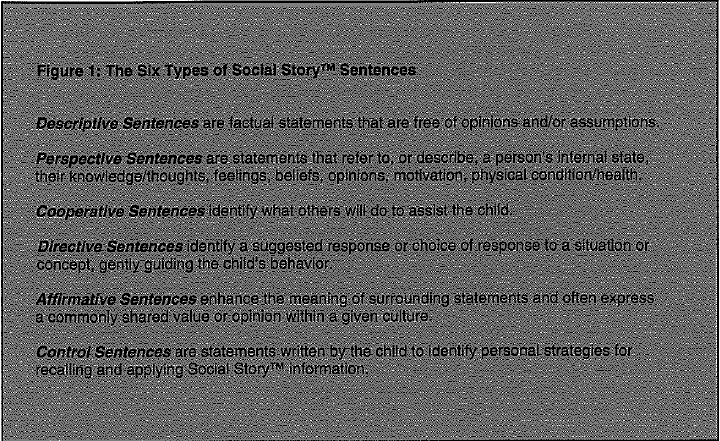 Figure 1: The Six Types of Social Story™ Sentences
Descriptive Sentences are factual statements that are free of opinions and/or assumptions.
Perspective Sentences are statements that refer to, or describe, a person's internal state,
their knowledge/thoughts, feelings, beliefs, opinions, motivation, physical condition/health.
Cooperative Sentences identify what others will do to assist the child.
Directive Sentences identify a suggested response or choice of response to a situation or
concept, gently guiding the child's behavior.
Affirmative Sentences enhance the meaning of surrounding statements and often express
a commonly shared value or opinion within a given culture.
Control Sentences are statements written by the child to identify personal strategies for
recalling and applying Social Story™ information.